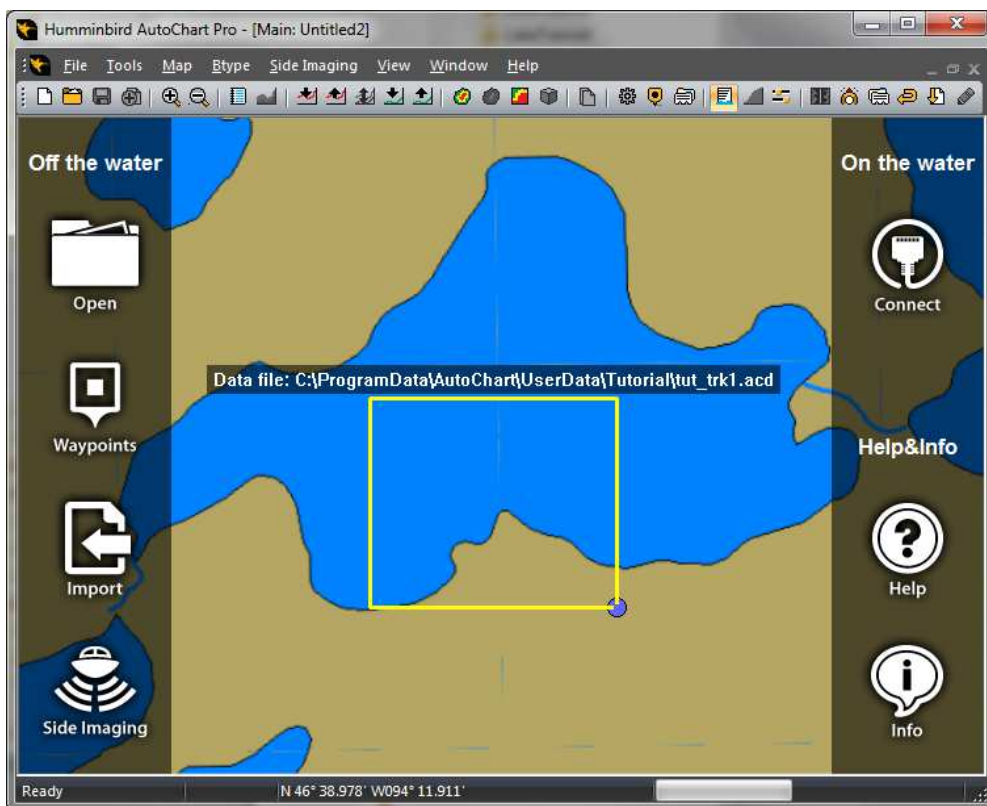 Humminbird AutoChart Pro - [Main: Untitled2]
File Tools Map Btype Side Imaging View Window Help
Off the water
On the water
Open
Connect
Data file: C:\ProgramData\AutoChart\UserData\Tutorial\tut_trk1.acd
Waypoints
Help&Info
Import
Help
Side Imaging
Info
Ready
N 46° 38.978' W094° 11.911'